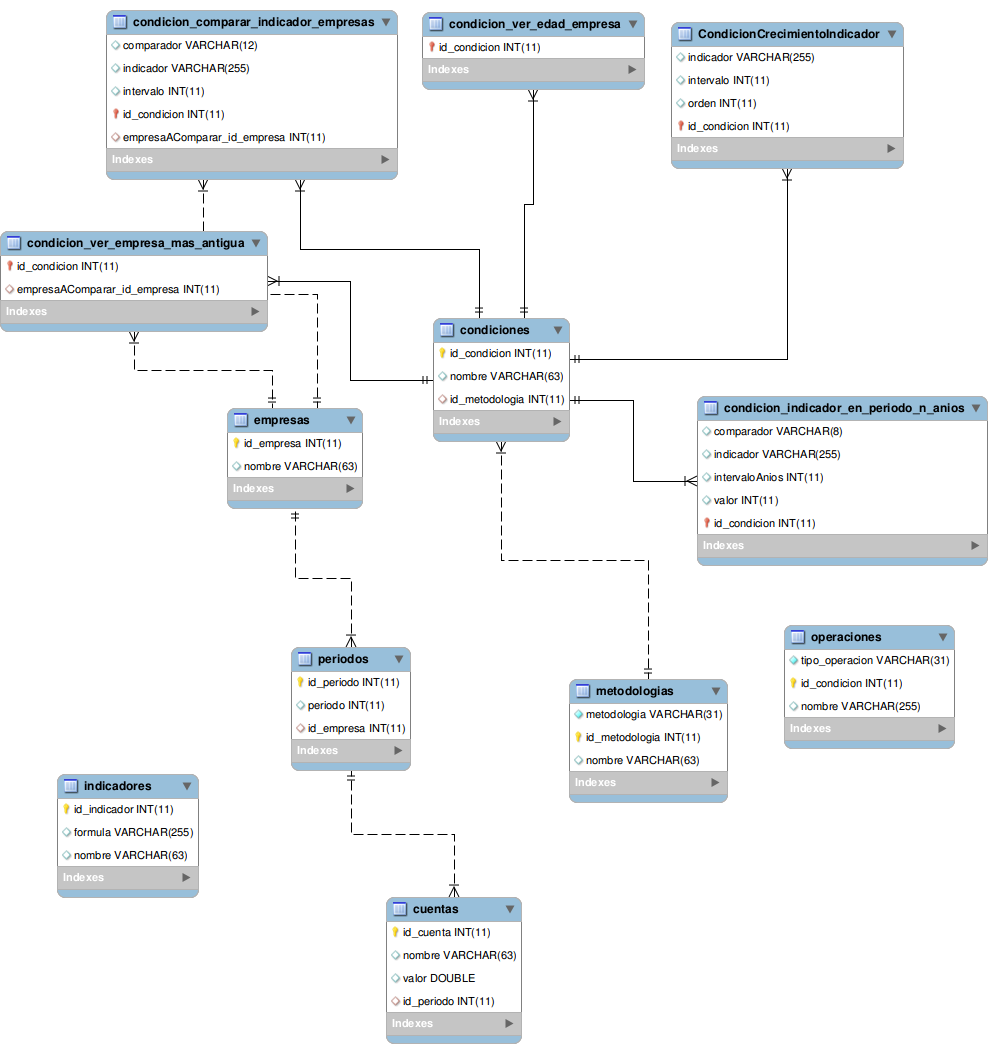 condicion_comparar_indicador_empresas
comparador VARCHAR(12)
indicador VARCHAR(255)
intervalo INT(11)
id_condicion INT(11)
empresaAComparar_id_empresa INT(11)
Indexes
condicion_ver_edad_empresa
id_condicion INT(11)
Indexes
CondicionCrecimientoIndicador
indicador VARCHAR(255)
intervalo INT(11)
orden INT(11)
id_condicion INT(11)
Indexes
condicion_ver_empresa_mas_antigua
id_condicion INT(11)
empresaAComparar_id_empresa INT(11)
Indexes
condiciones
id_condicion INT(11)
nombre VARCHAR(63)
id_metodologia INT(11)
Indexes
empresas
id_empresa INT(11)
nombre VARCHAR(63)
Indexes
condicion_indicador_en_periodo_n_anios
comparador VARCHAR(8)
indicador VARCHAR(255)
intervaloAnios INT(11)
valor INT(11)
id_condicion INT(11)
Indexes
periodos
id_periodo INT(11)
periodo INT(11)
id_empresa INT(11)
Indexes
metodologias
metodologia VARCHAR(31)
id_metodologia INT(11)
nombre VARCHAR(63)
Indexes
operaciones
tipo_operacion VARCHAR(31)
id_condicion INT(11)
nombre VARCHAR(255)
Indexes
indicadores
id_indicador INT(11)
formula VARCHAR(255)
nombre VARCHAR(63)
Indexes
cuentas
id_cuenta INT(11)
nombre VARCHAR(63)
valor DOUBLE
id_periodo INT(11)
Indexes